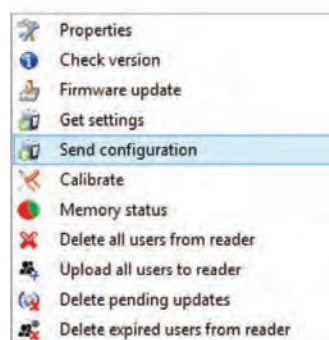 Properties
Check version
Firmware update
Get settings
Send configuration
Calibrate
Memory status
Delete all users from reader
Upload all users to reader
Delete pending updates
Delete expired users from reader